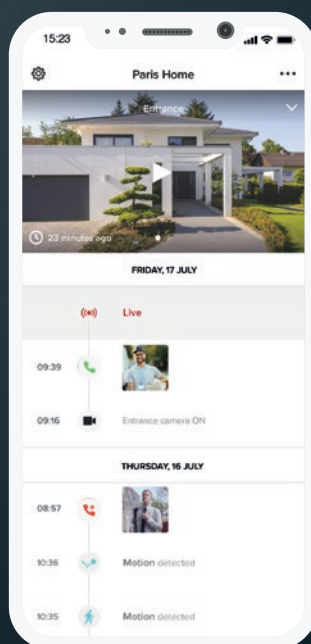 15:23
Paris Home
Entrance
23 minutes ago
FRIDAY, 17 JULY
Live
09:39
09:16 Entrance camera ON
THURSDAY, 16 JULY
08:57
10:36 Motion detected
10:35 Motion detected